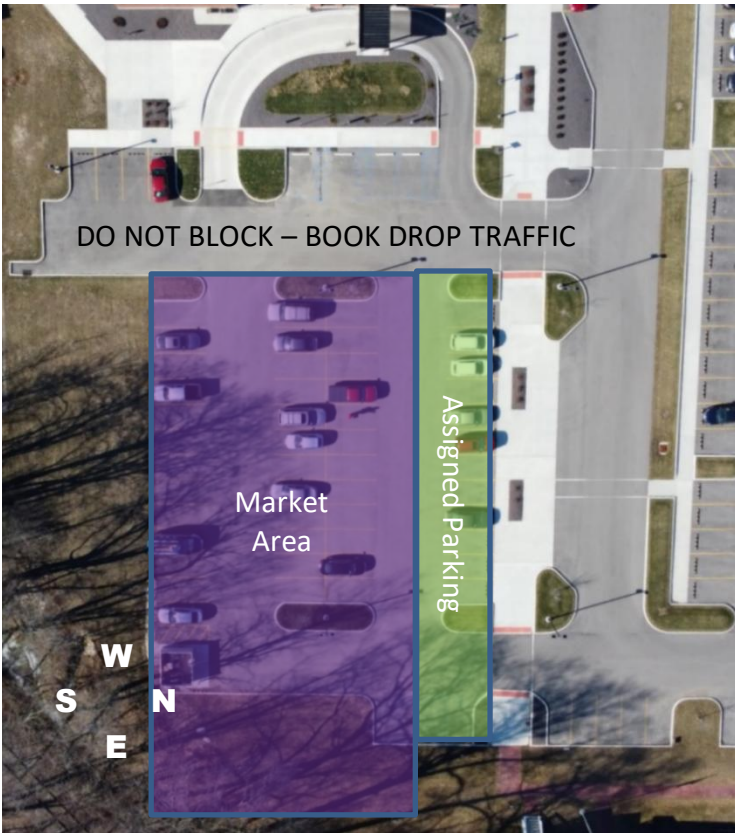 DO NOT BLOCK – BOOK DROP TRAFFIC
Assigned Parking
Market
Area
W
S N
E